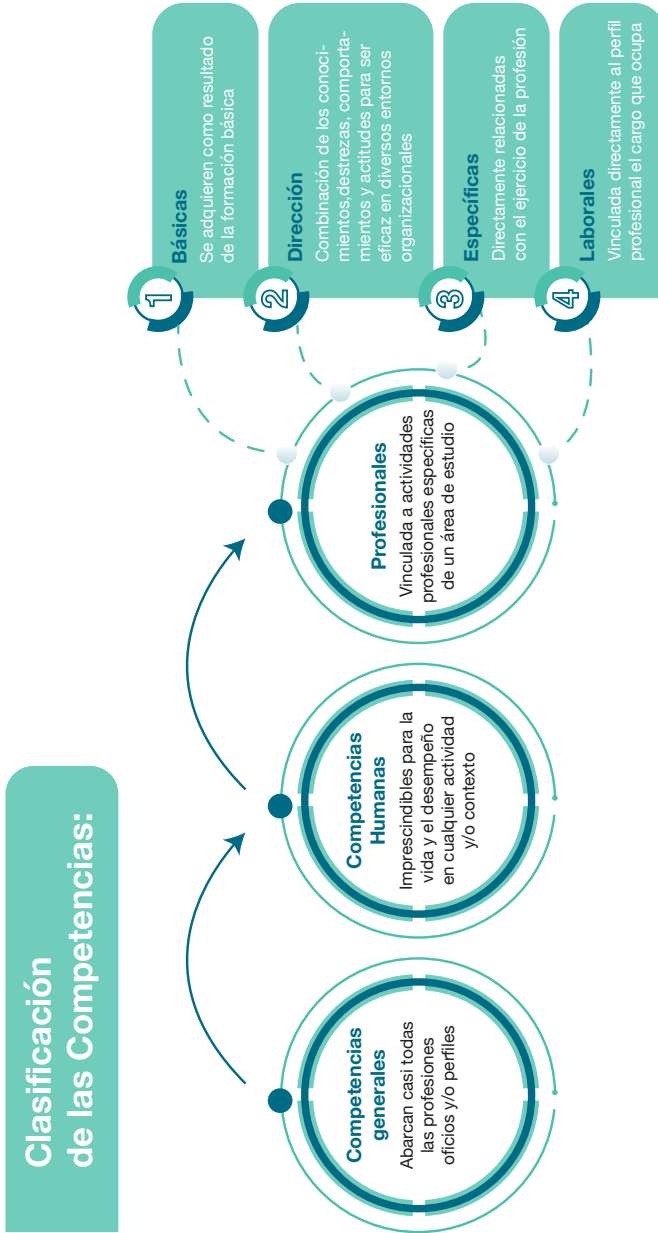 Clasificación
de las Competencias:
Competencias
generales
Abarcan casi todas
las profesiones
oficios y/o perfiles
Competencias
Humanas
Imprescindibles para la
vida y el desempeño
en cualquier actividad
y/o contexto
Profesionales
Vinculada a actividades
profesionales específicas
de un área de estudio
1
Básicas
Se adquieren como resultado
de la formación básica
2
Dirección
Combinación de los conoci-
mientos,destrezas, comporta-
mientos y actitudes para ser
eficaz en diversos entornos
organizacionales
3
Específicas
Directamente relacionadas
con el ejercicio de la profesión
4
Laborales
Vinculada directamente al perfil
profesional el cargo que ocupa